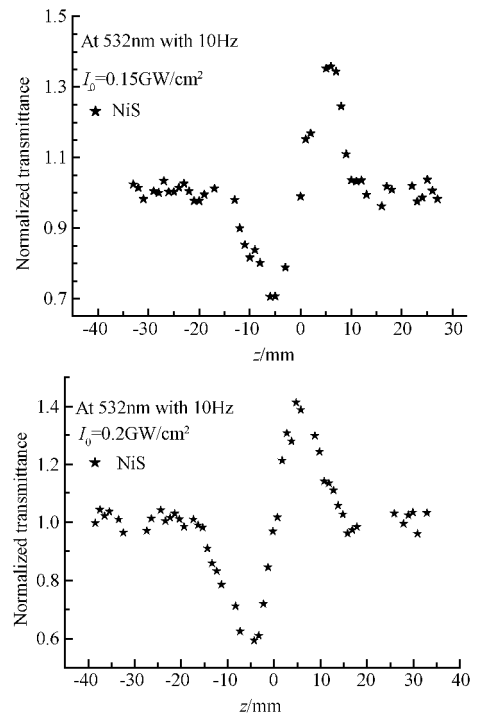 1.5
At 532nm with 10Hz
1.3
I₀=0.15GW/cm²
★ NiS
1.1
0.9
0.7
Normalized transmittance
-40 -30 -20 -10 0 10 20 30
z/mm
At 532nm with 10Hz
1.4
I₀=0.2GW/cm²
★ NiS
1.2
1.0
0.8
0.6
Normalized transmittance
-40 -30 -20 -10 0 10 20 30 40
z/mm